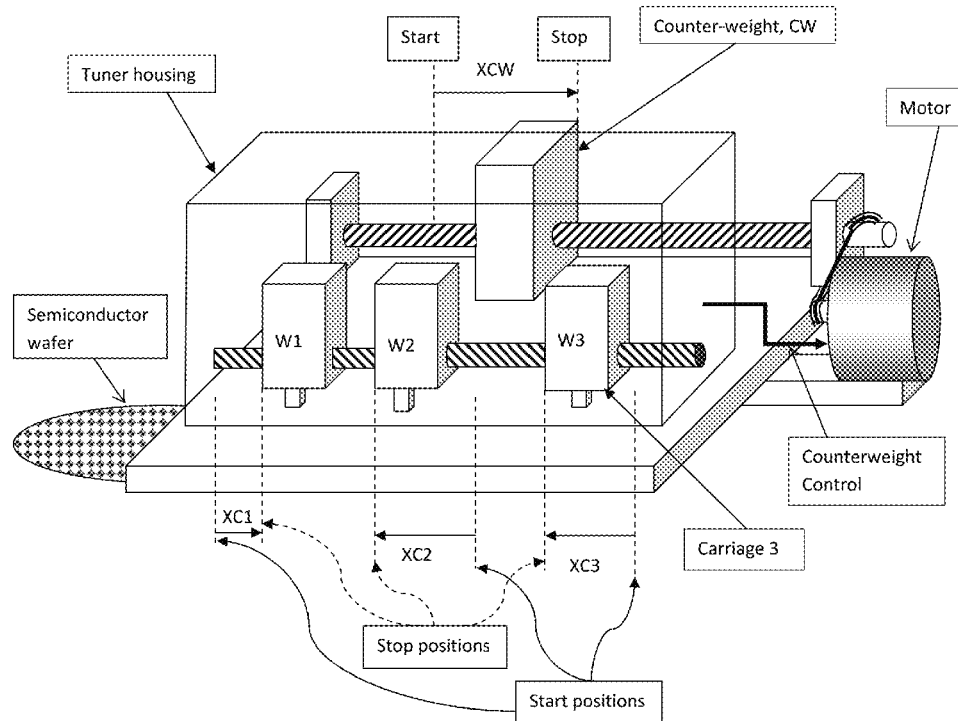 Start
Stop
Counter-weight, CW
XCW
Tuner housing
Motor
Semiconductor
wafer
W1
W2
W3
Counterweight
Control
XC1
XC2
XC3
Carriage 3
Stop positions
Start positions